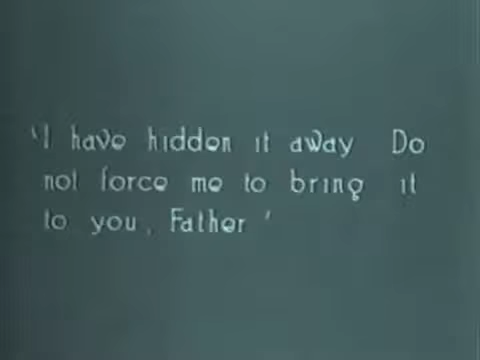 'I have hidden it away Do
not force me to bring it
to you, Father'